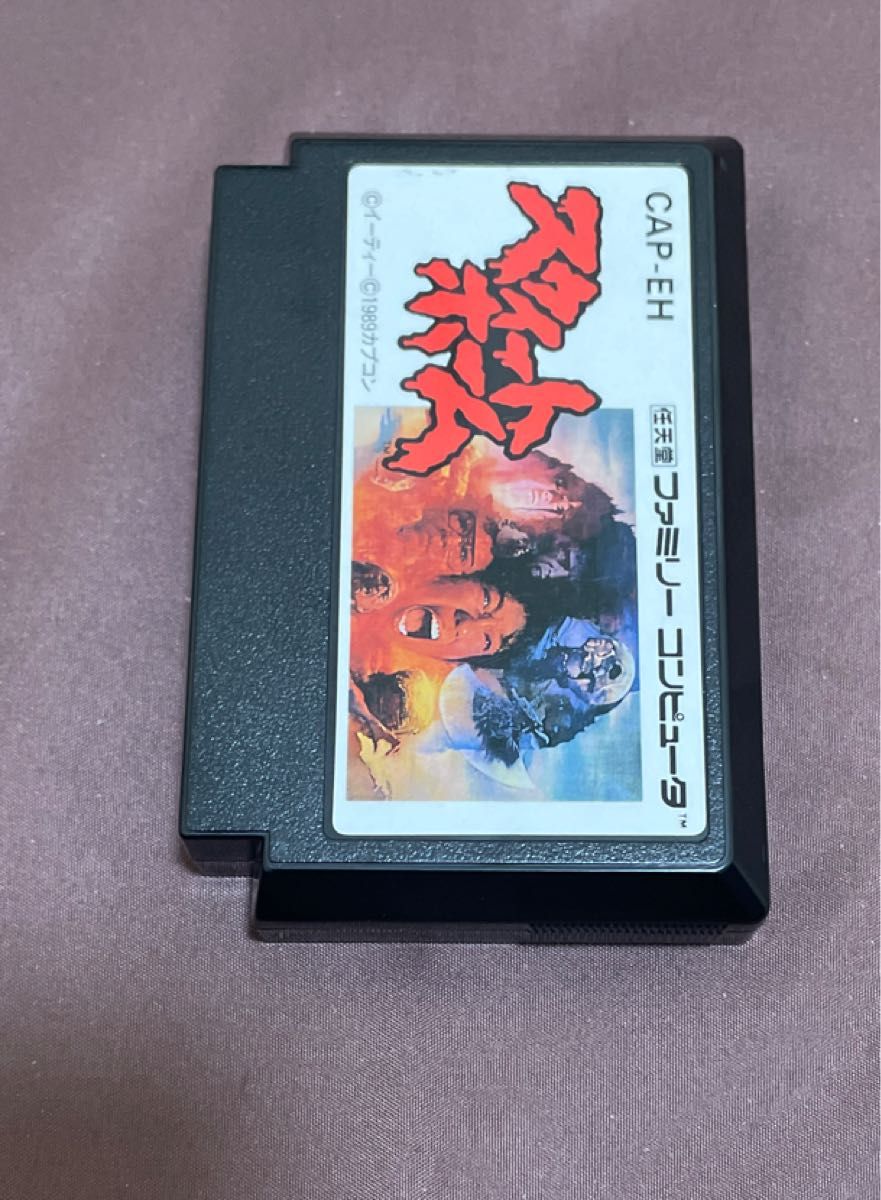 CAP-EH
任天堂 ファミリー コンピュータ™
スウィート
ホーム
™
©イーティー©1989カプコン